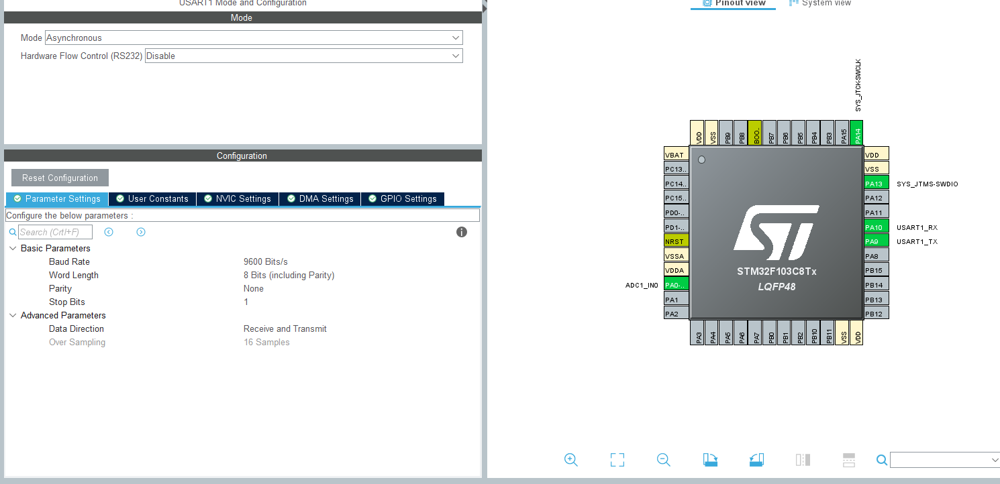 USART1 Mode and Configuration
Mode
Mode Asynchronous
Hardware Flow Control (RS232) Disable
Configuration
Reset Configuration
Parameter Settings User Constants NVIC Settings DMA Settings GPIO Settings
Configure the below parameters :
Search (Crtl+F)
Basic Parameters
Baud Rate 9600 Bits/s
Word Length 8 Bits (including Parity)
Parity None
Stop Bits 1
Advanced Parameters
Data Direction Receive and Transmit
Over Sampling 16 Samples
Pinout view System view
SYS_JTCK-SWCLK
VDD VSS PB9 PB8 BOO.. PB7 PB6 PB5 PB4 PB3 PA15 PA14
VBAT
PC13..
PC14..
PC15..
PD0-..
PD1-..
NRST
VSSA
VDDA
ADC1_IN0 PA0-..
PA1
PA2
ST
STM32F103C8Tx
LQFP48
VDD
VSS
PA13 SYS_JTMS-SWDIO
PA12
PA11
PA10 USART1_RX
PA9 USART1_TX
PA8
PB15
PB14
PB13
PB12
PA3 PA4 PA5 PA6 PA7 PB0 PB1 PB2 PB10 PB11 VSS VDD